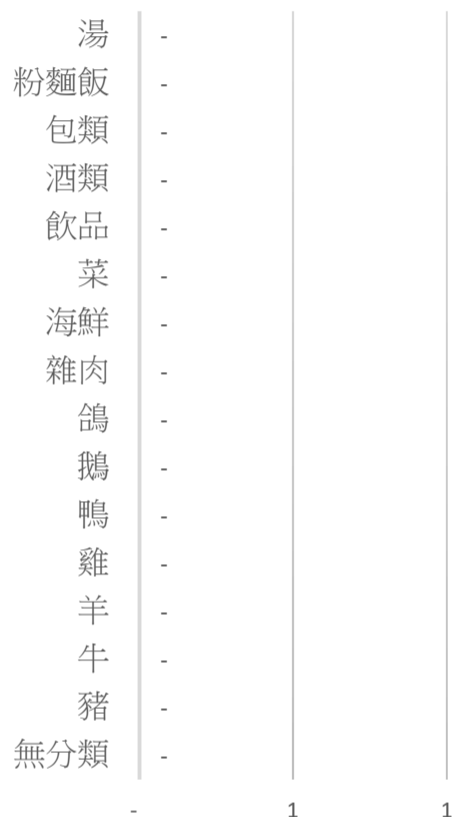 湯 -
粉麵飯 -
包類 -
酒類 -
飲品 -
菜 -
海鮮 -
雜肉 -
鴿 -
鵝 -
鴨 -
雞 -
羊 -
牛 -
豬 -
無分類 -
- 1 1